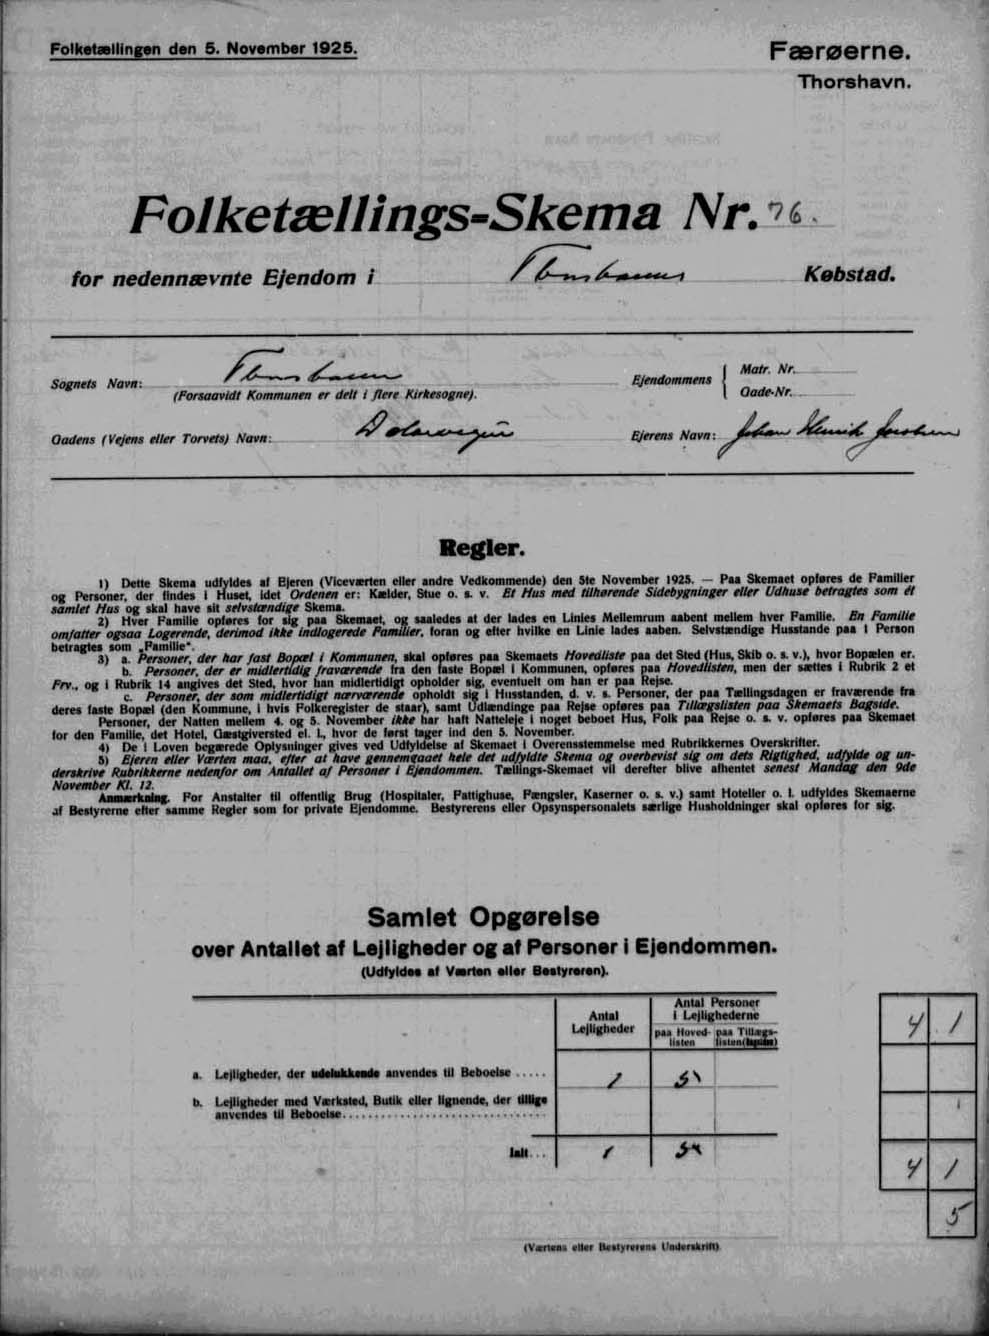 Folketællingen den 5. November 1925.
Færøerne.
Thorshavn.
Folketællings-Skema Nr. 76.
for nedennævnte Ejendom i Thorshavn Købstad.
Sognets Navn: Thorshavn
(Forsaavidt Kommunen er delt i flere Kirkesogne).
Ejendommens
Matr. Nr.
Gade-Nr.
Gadens (Vejens eller Torvets) Navn:
Ejerens Navn: Johan Henrik Jacobsen
Regler.
1) Dette Skema udfyldes af Ejeren (Viceværten eller andre Vedkommende) den 5te November 1925. — Paa Skemaet opføres de Familier
og Personer, der findes i Huset, idet Ordenen er: Kælder, Stue o. s. v. Et Hus med tilhørende Sidebygninger eller Udhuse betragtes som ét
samlet Hus og skal have sit selvstændige Skema.
2) Hver Familie opføres for sig paa Skemaet, og saaledes at der lades en Linies Mellemrum aabent mellem hver Familie. En Familie
omfatter ogsaa Logerende, derimod ikke indlogerede Familier, foran og efter hvilke en Linie lades aaben. Selvstændige Husstande paa 1 Person
betragtes som „Familie“.
3) a. Personer, der har fast Bopæl i Kommunen, skal opføres paa Skemaets Hovedliste paa det Sted (Hus, Skib o. s. v.), hvor Bopælen er.
b. Personer, der er midlertidig fraværende fra den faste Bopæl i Kommunen, opføres paa Hovedlisten, men der sættes i Rubrik 2 et
Frv., og i Rubrik 14 angives det Sted, hvor han midlertidigt opholder sig, eventuelt om han er paa Rejse.
c. Personer, der som midlertidigt nærværende opholdt sig i Husstanden, d. v. s. Personer, der paa Tællingsdagen er fraværende fra
deres faste Bopæl (den Kommune, i hvis Folkeregister de staar), samt Udlændinge paa Rejse opføres paa Tillægslisten paa Skemaets Bagside.
Personer, der Natten mellem 4. og 5. November ikke har haft Natteleje i noget beboet Hus, Folk paa Rejse o. s. v. opføres paa Skemaet
for den Familie, det Hotel, Gæstgiversted el. l., hvor de først tager ind den 5. November.
4) De i Loven begærede Oplysninger gives ved Udfyldelse af Skemaet i Overensstemmelse med Rubrikkernes Overskrifter.
5) Ejeren eller Værten maa, efter at have gennemgaaet hele det udfyldte Skema og overbevist sig om dets Rigtighed, udfylde og un-
derskrive Rubrikkerne nedenfor om Antallet af Personer i Ejendommen. Tællings-Skemaet vil derefter blive afhentet senest Mandag den 9de
November Kl. 12.
Anmærkning. For Anstalter til offentlig Brug (Hospitaler, Fattighuse, Fængsler, Kaserner o. s. v.) samt Hoteller o. l. udfyldes Skemaerne
af Bestyrerne efter samme Regler som for private Ejendomme. Bestyrerens eller Opsynspersonalets særlige Husholdninger skal opføres for sig.
Samlet Opgørelse
over Antallet af Lejligheder og af Personer i Ejendommen.
(Udfyldes af Værten eller Bestyreren).
Antal Lejligheder
Antal Personer i Lejlighederne
paa Hoved-listen
paa Tillægs-listen (Bagsiden)
a. Lejligheder, der udelukkende anvendes til Beboelse ..... 1 5
b. Lejligheder med Værksted, Butik eller lignende, der tillige
anvendes til Beboelse
Ialt... 1 5
4 1
4 1
5
(Værtens eller Bestyrerens Underskrift)